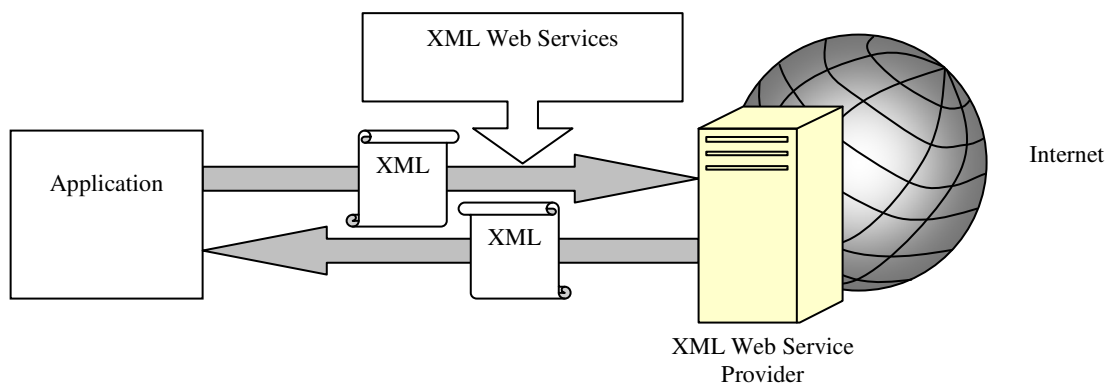 XML Web Services
Application
XML
XML
Internet
XML Web Service
Provider